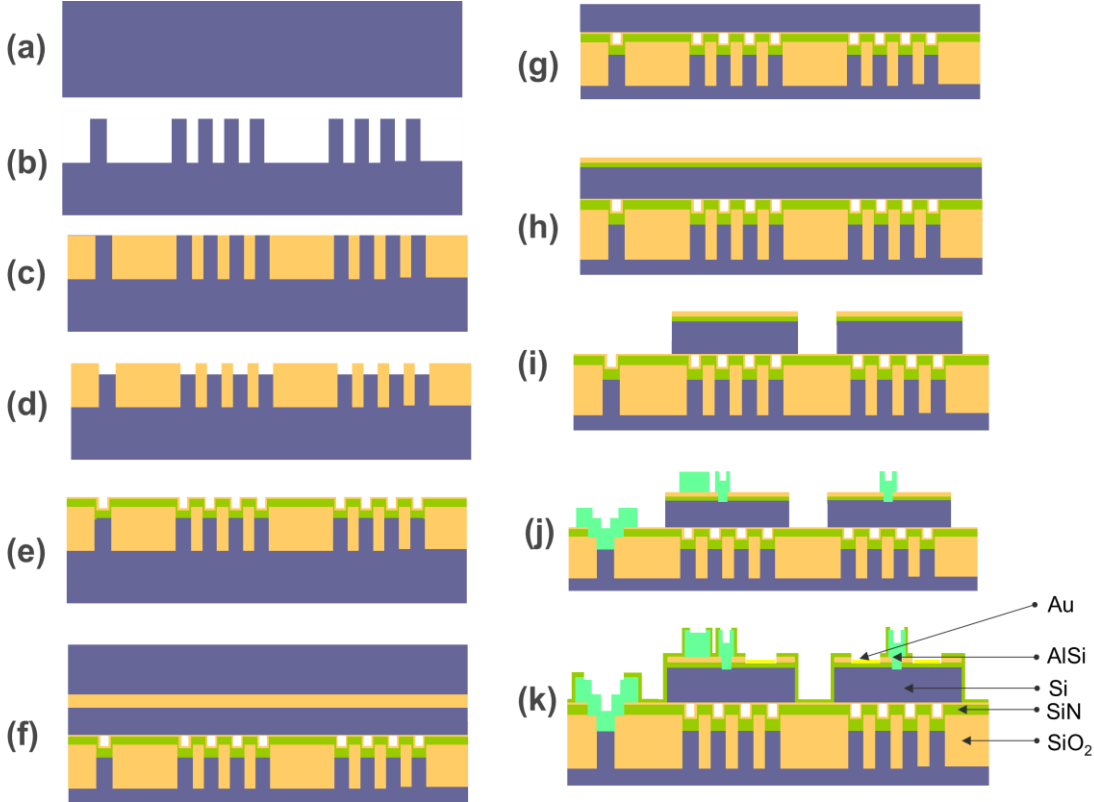 (a)
(b)
(c)
(d)
(e)
(f)
(g)
(h)
(i)
(j)
(k)
Au
AlSi
Si
SiN
SiO₂